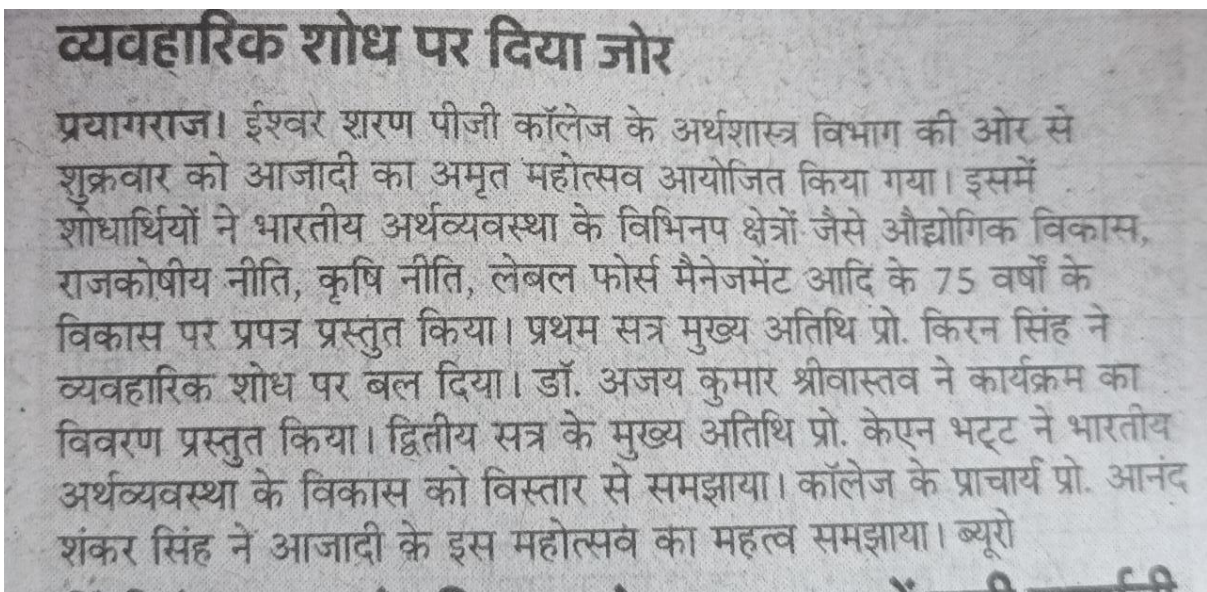 व्यवहारिक शोध पर दिया जोर
प्रयागराज। ईश्वर शरण पीजी कॉलेज के अर्थशास्त्र विभाग की ओर से
शुक्रवार को आजादी का अमृत महोत्सव आयोजित किया गया। इसमें
शोधार्थियों ने भारतीय अर्थव्यवस्था के विभिनप क्षेत्रों जैसे औद्योगिक विकास,
राजकोषीय नीति, कृषि नीति, लेबल फोर्स मैनेजमेंट आदि के 75 वर्षों के
विकास पर प्रपत्र प्रस्तुत किया। प्रथम सत्र मुख्य अतिथि प्रो. किरन सिंह ने
व्यवहारिक शोध पर बल दिया। डॉ. अजय कुमार श्रीवास्तव ने कार्यक्रम का
विवरण प्रस्तुत किया। द्वितीय सत्र के मुख्य अतिथि प्रो. केएन भट्ट ने भारतीय
अर्थव्यवस्था के विकास को विस्तार से समझाया। कॉलेज के प्राचार्य प्रो. आनंद
शंकर सिंह ने आजादी के इस महोत्सव का महत्व समझाया। ब्यूरो